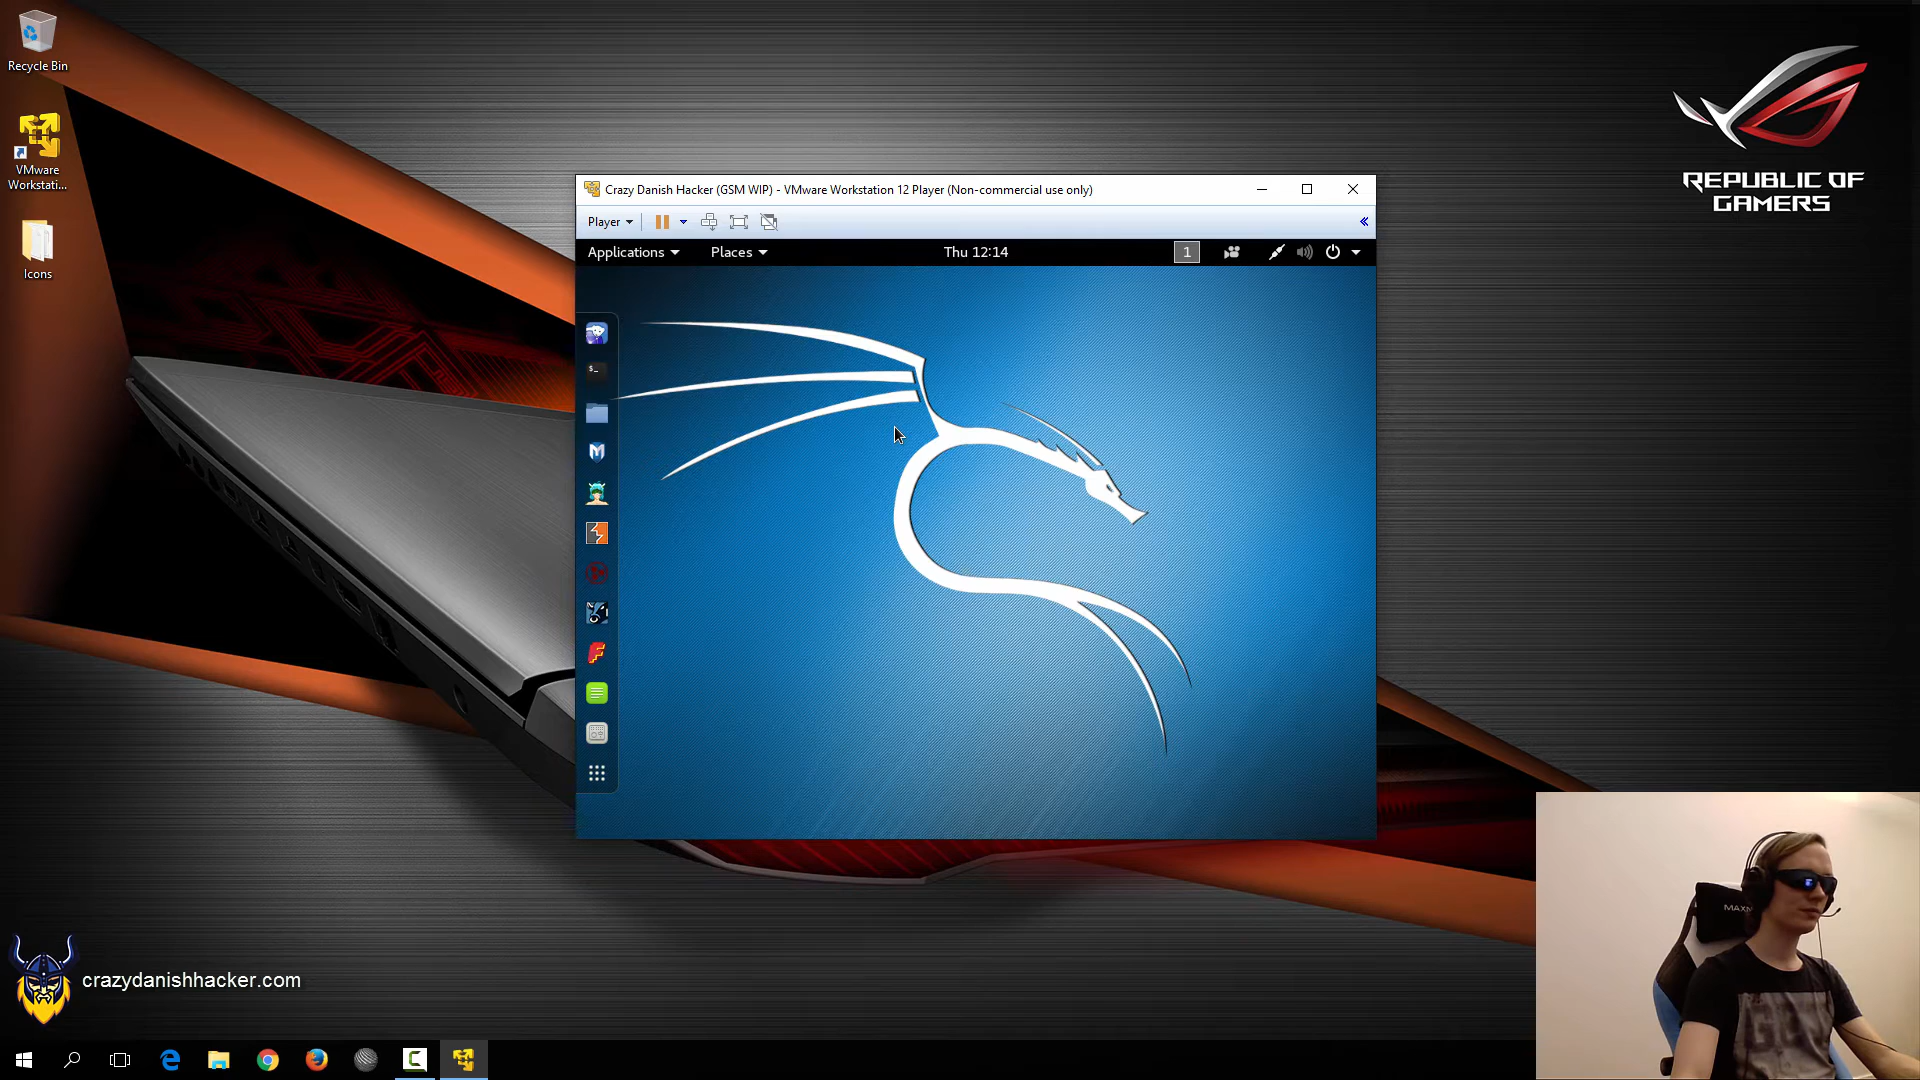 Recycle Bin
VMware
Workstati...
Icons
REPUBLIC OF
GAMERS
Crazy Danish Hacker (GSM WIP) - VMware Workstation 12 Player (Non-commercial use only)
Player
Applications
Places
Thu 12:14
1
$_
crazydanishhacker.com